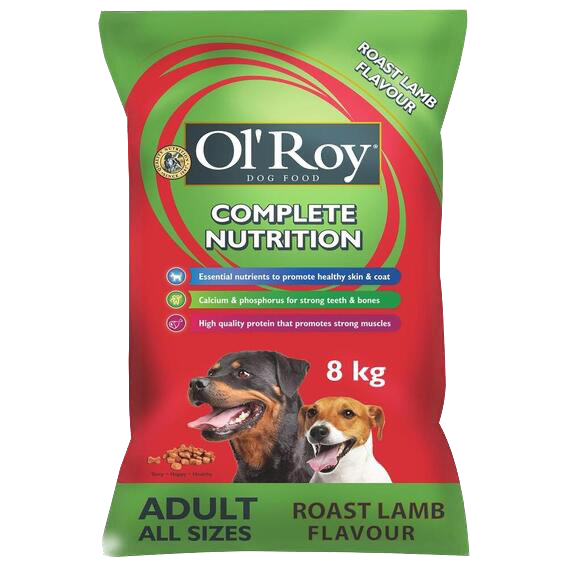 ROAST LAMB
FLAVOUR
Ol' Roy®
DOG FOOD
COMPLETE
NUTRITION
Essential nutrients to promote healthy skin & coat
Calcium & phosphorus for strong teeth & bones
High quality protein that promotes strong muscles
8 kg
ADULT
ALL SIZES
ROAST LAMB
FLAVOUR